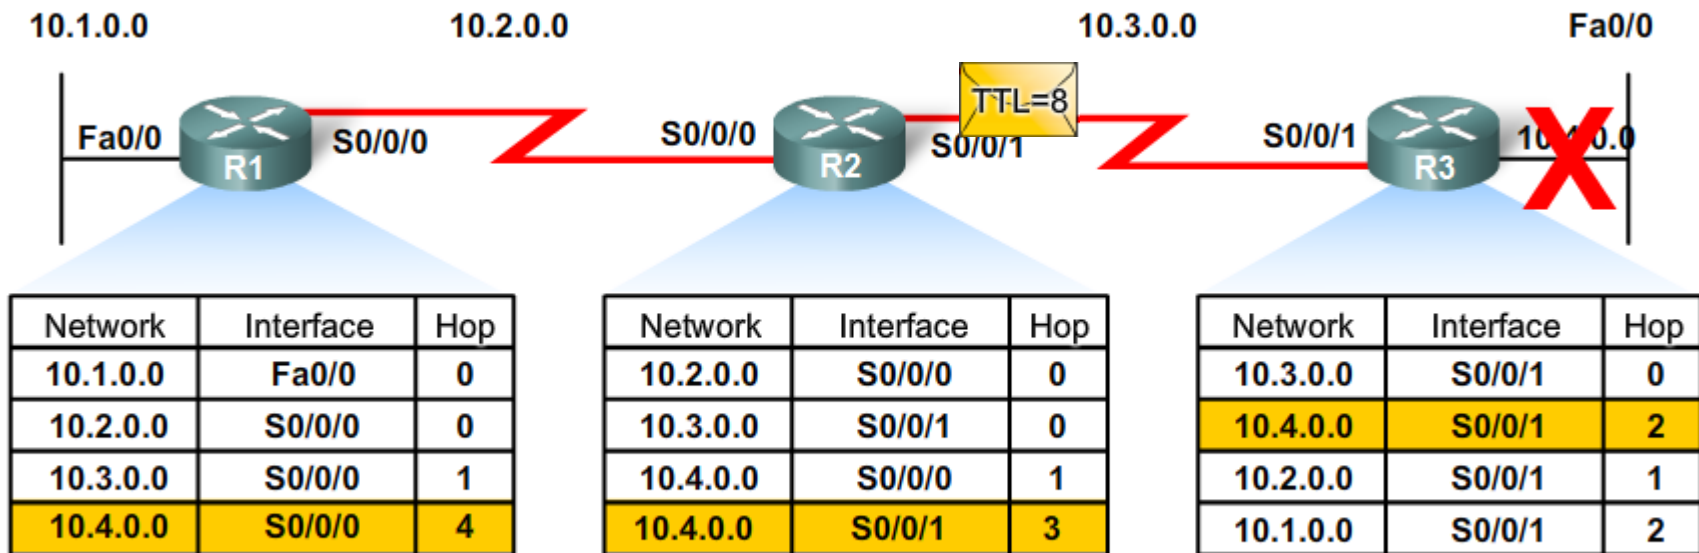 10.1.0.0 10.2.0.0 10.3.0.0 Fa0/0
TTL=8
Fa0/0 S0/0/0 S0/0/0 S0/0/1 S0/0/1 10.4.0.0
R1 R2 R3
Network Interface Hop
10.1.0.0 Fa0/0 0
10.2.0.0 S0/0/0 0
10.3.0.0 S0/0/0 1
10.4.0.0 S0/0/0 4
Network Interface Hop
10.2.0.0 S0/0/0 0
10.3.0.0 S0/0/1 0
10.4.0.0 S0/0/0 1
10.4.0.0 S0/0/1 3
Network Interface Hop
10.3.0.0 S0/0/1 0
10.4.0.0 S0/0/1 2
10.2.0.0 S0/0/1 1
10.1.0.0 S0/0/1 2